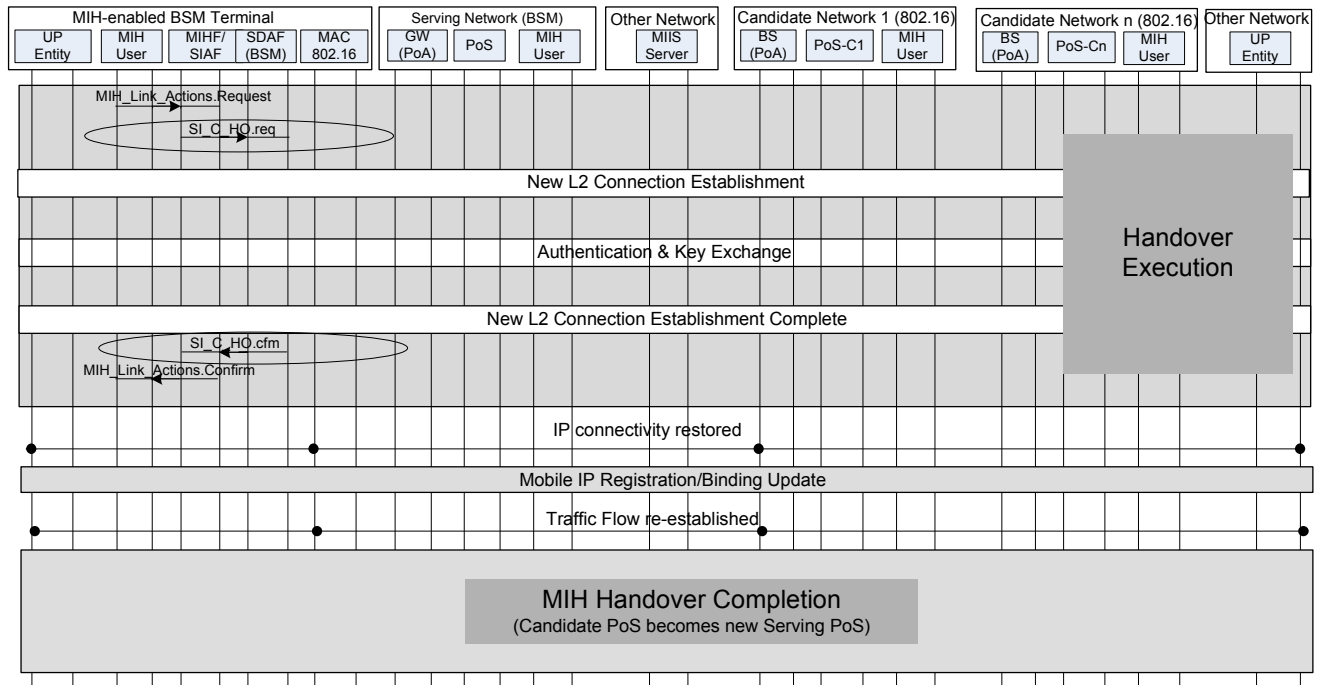 MIH-enabled BSM Terminal
UP
Entity
MIH
User
MIHF/
SIAF
SDAF
(BSM)
MAC
802.16
Serving Network (BSM)
GW
(PoA)
PoS
MIH
User
Other Network
MIIS
Server
Candidate Network 1 (802.16)
BS
(PoA)
PoS-C1
MIH
User
Candidate Network n (802.16)
BS
(PoA)
PoS-Cn
MIH
User
Other Network
UP
Entity
MIH_Link_Actions.Request
SI_C_HO.req
New L2 Connection Establishment
Authentication & Key Exchange
Handover
Execution
New L2 Connection Establishment Complete
SI_C_HO.cfm
MIH_Link_Actions.Confirm
IP connectivity restored
Mobile IP Registration/Binding Update
Traffic Flow re-established
MIH Handover Completion
(Candidate PoS becomes new Serving PoS)